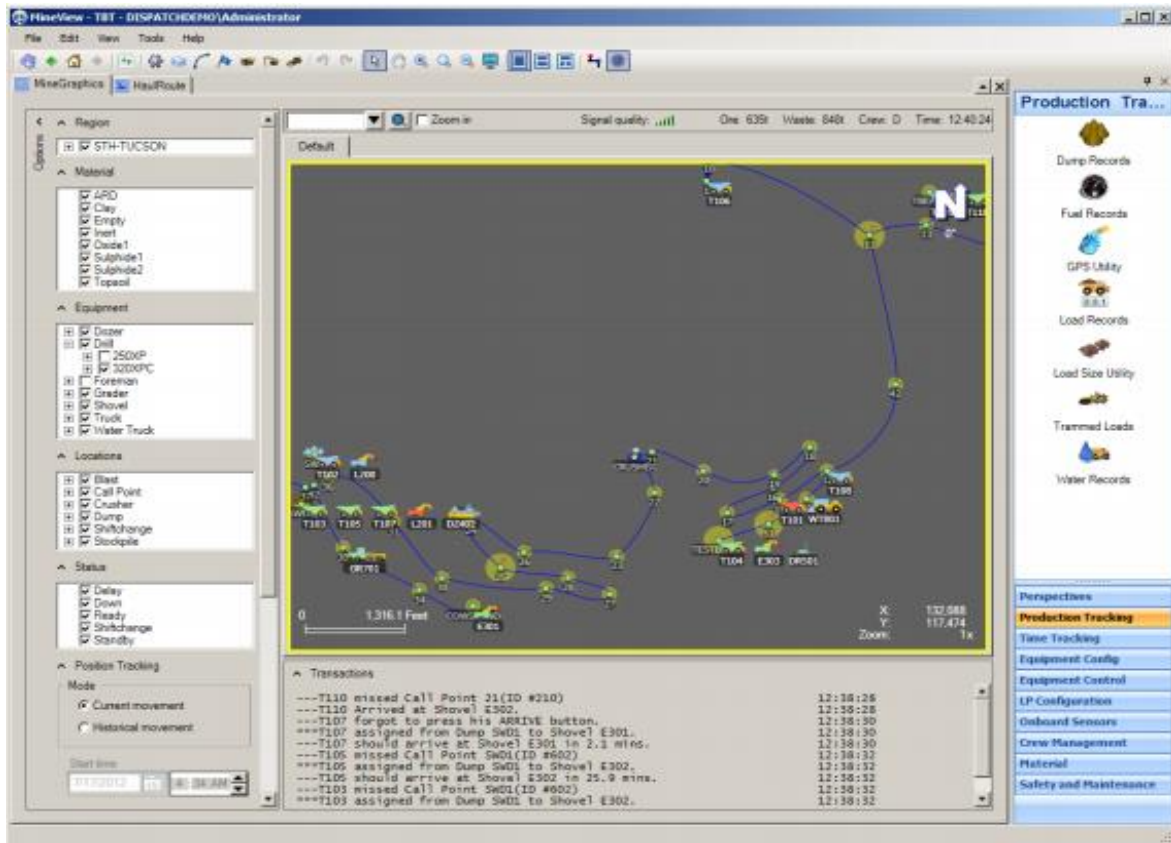 MineView - TBT - DISPATCHDEMO\Administrator
File Edit View Tools Help
MineGraphics HaulRoute
Options
Region
STH-TUCSON
Material
ARD
Clay
Empty
Inert
Oxide1
Sulphide1
Sulphide2
Topsoil
Equipment
Dozer
Drill
250XP
320XPC
Foreman
Grader
Shovel
Truck
Water Truck
Locations
Blast
Call Point
Crusher
Dump
Shiftchange
Stockpile
Status
Delay
Down
Ready
Shiftchange
Standby
Position Tracking
Mode
Current movement
Historical movement
Start time
Zoom in
Signal quality: Ore: 635t Waste: 848t Crew: D Time: 12:40:24
Default
T106
N
0°
42
T102 L200
T103 T105 T107 L201 DZ402
GR701
E301
T108
T101 WT801
T104 E303 DR501
0 1,316.1 Feet
X: 132,088
Y: 117,474
Zoom: 1x
Transactions
---T110 missed Call Point 21(ID #210) 12:38:28
---T110 Arrived at Shovel E302. 12:38:28
---T107 forgot to press his ARRIVE button. 12:38:30
***T107 assigned from Dump SWD1 to Shovel E301. 12:38:30
---T107 should arrive at Shovel E301 in 2.1 mins. 12:38:30
---T105 missed Call Point SWD1(ID #602) 12:38:32
***T105 assigned from Dump SWD1 to Shovel E302. 12:38:32
---T105 should arrive at Shovel E302 in 25.9 mins. 12:38:32
---T103 missed Call Point SWD1(ID #602) 12:38:32
***T103 assigned from Dump SWD1 to Shovel E302. 12:38:32
Production Tra...
Dump Records
Fuel Records
GPS Utility
Load Records
Load Size Utility
Trammed Loads
Water Records
Perspectives
Production Tracking
Time Tracking
Equipment Config
Equipment Control
LP Configuration
Onboard Sensors
Crew Management
Material
Safety and Maintenance